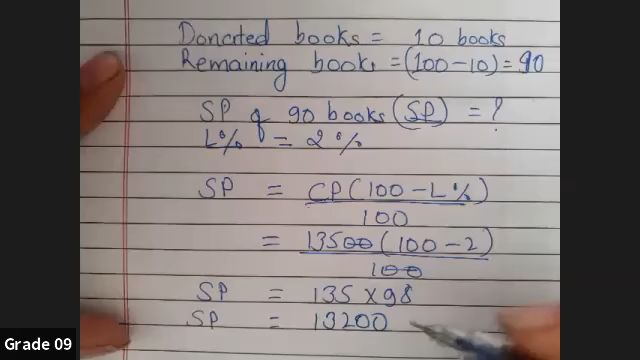 Donated books = 10 books
Remaining books = (100 - 10) = 90
SP of 90 books (SP) = ?
L% = 2%
SP = CP(100 - L%)
100
= 13500(100 - 2)
100
SP = 135 × 98
SP = 13200
Grade 09